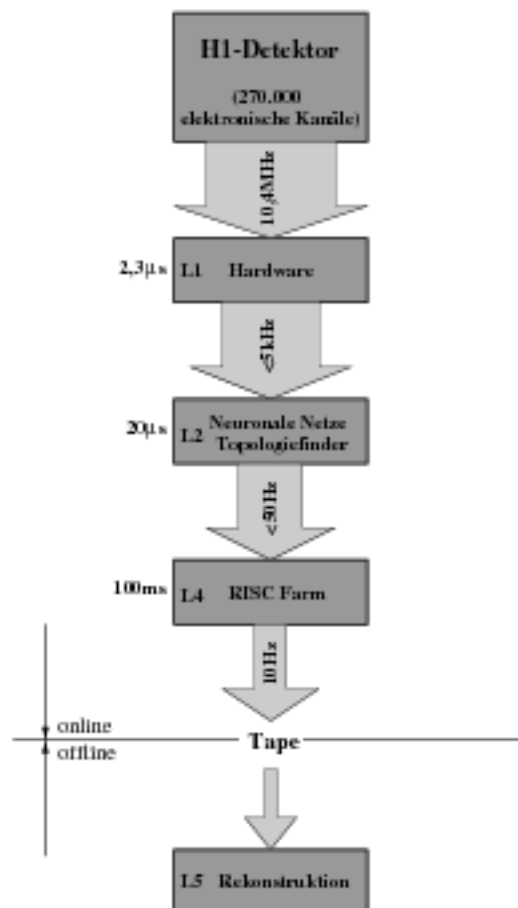 H1-Detektor
(270.000
elektronische Kanäle)
10,4MHz
2,3μs
L1 Hardware
<5kHz
20μs
L2 Neuronale Netze
Topologiefinder
<50Hz
100ms
L4 RISC Farm
10Hz
online
Tape
offline
L5 Rekonstruktion